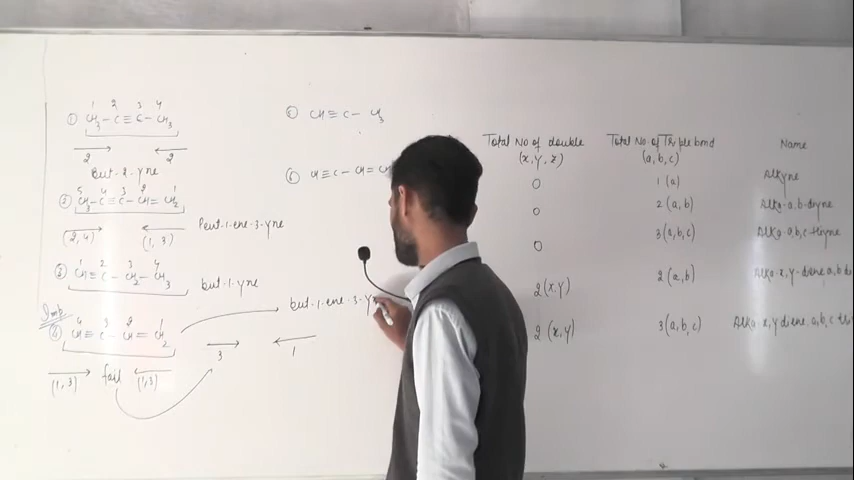 1 2 3 4
① CH3-C≡C-CH3
2 2
But-2-yne
5 4 3 2 1
② CH3-C≡C-CH=CH2
(2,4) (1,3) Pent-1-ene-3-yne
1 2 3 4
③ CH≡C-CH2-CH3
but-1-yne
Imp
4 3 2 1
④ CH≡C-CH=CH2
but-1-ene-3-y
(1,3) fail (1,3)
3 1
⑤ CH≡C-CH3
⑥ CH≡C-CH=CH
Total No of double (x,y,z) Total No of Triple bond (a,b,c) Name
0 1(a) Alkyne
0 2(a,b) Alka-a,b-diyne
0 3(a,b,c) Alka-a,b,c-triyne
2(x,y) 2(a,b) Alka-x,y-diene a,b d
2(x,y) 3(a,b,c) Alka-x,y diene a,b,c